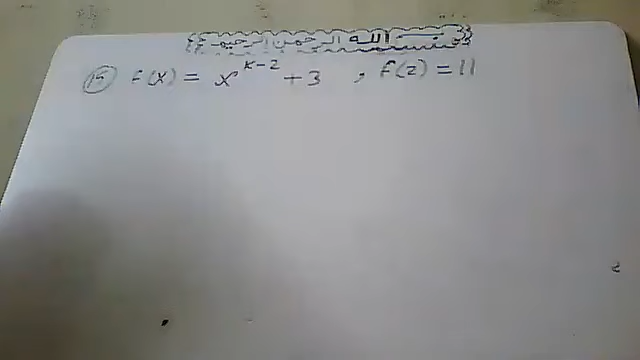 بسم الله الرحمن الرحيم
15 F(x) = x^{k-2} + 3 , F(2) = 11